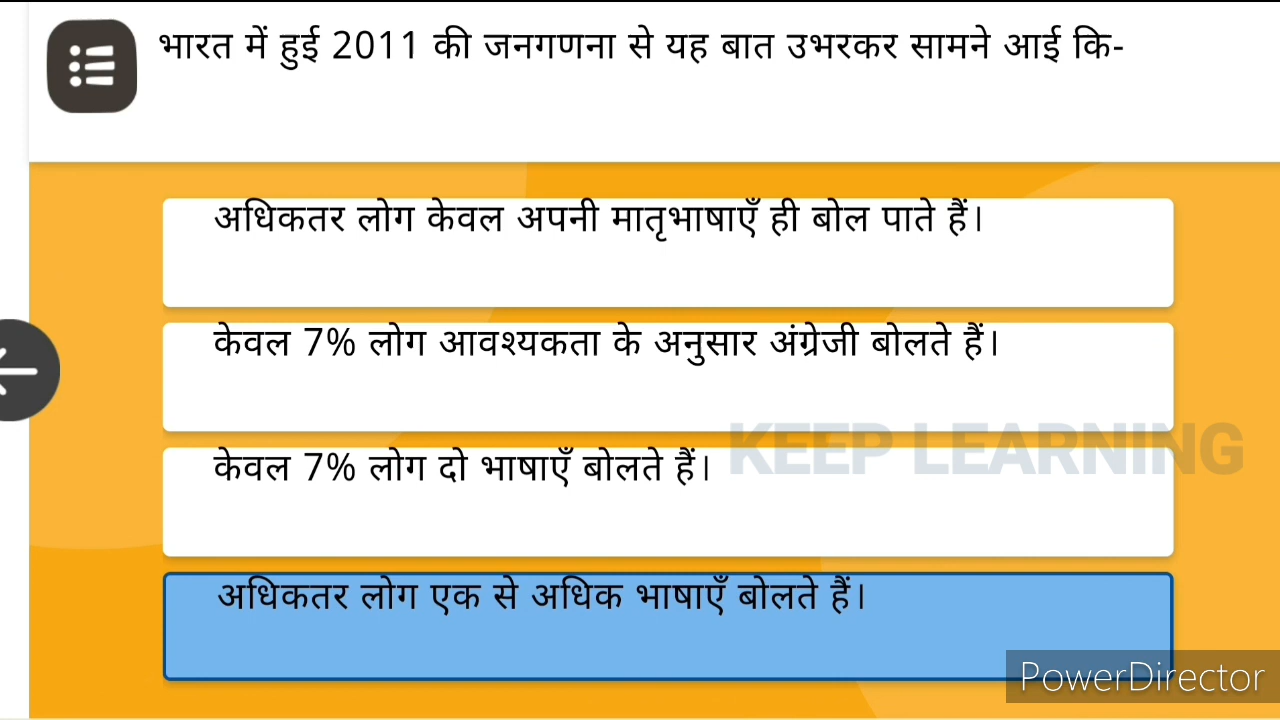 भारत में हुई 2011 की जनगणना से यह बात उभरकर सामने आई कि-
अधिकतर लोग केवल अपनी मातृभाषाएँ ही बोल पाते हैं।
केवल 7% लोग आवश्यकता के अनुसार अंग्रेजी बोलते हैं।
केवल 7% लोग दो भाषाएँ बोलते हैं।
KEEP LEARNING
अधिकतर लोग एक से अधिक भाषाएँ बोलते हैं।
PowerDirector